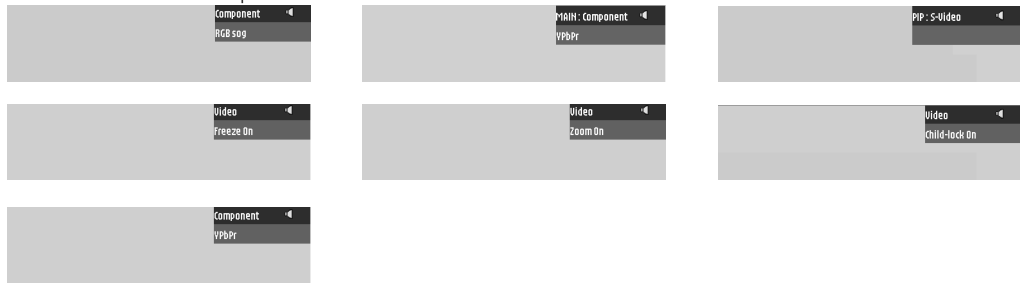 Component
RGB sog
MAIN : Component
YPbPr
PIP : S-Video
Video
Freeze On
Video
Zoom On
Video
Child-lock On
Component
YPbPr